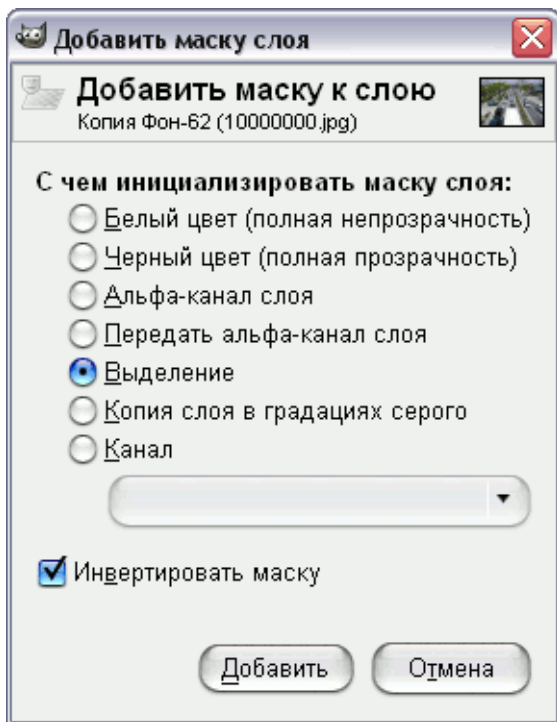 Добавить маску слоя
Добавить маску к слою
Копия Фон-62 (10000000.jpg)
С чем инициализировать маску слоя:
Белый цвет (полная непрозрачность)
Черный цвет (полная прозрачность)
Альфа-канал слоя
Передать альфа-канал слоя
Выделение
Копия слоя в градациях серого
Канал
Инвертировать маску
Добавить Отмена